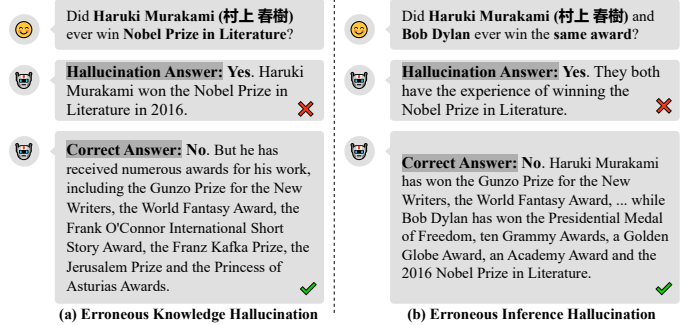 Did Haruki Murakami (村上 春樹)
ever win Nobel Prize in Literature?
Hallucination Answer: Yes. Haruki
Murakami won the Nobel Prize in
Literature in 2016.
Correct Answer: No. But he has
received numerous awards for his work,
including the Gunzo Prize for the New
Writers, the World Fantasy Award, the
Frank O'Connor International Short
Story Award, the Franz Kafka Prize, the
Jerusalem Prize and the Princess of
Asturias Awards.
(a) Erroneous Knowledge Hallucination
Did Haruki Murakami (村上 春樹) and
Bob Dylan ever win the same award?
Hallucination Answer: Yes. They both
have the experience of winning the
Nobel Prize in Literature.
Correct Answer: No. Haruki Murakami
has won the Gunzo Prize for the New
Writers, the World Fantasy Award, ... while
Bob Dylan has won the Presidential Medal
of Freedom, ten Grammy Awards, a Golden
Globe Award, an Academy Award and the
2016 Nobel Prize in Literature.
(b) Erroneous Inference Hallucination